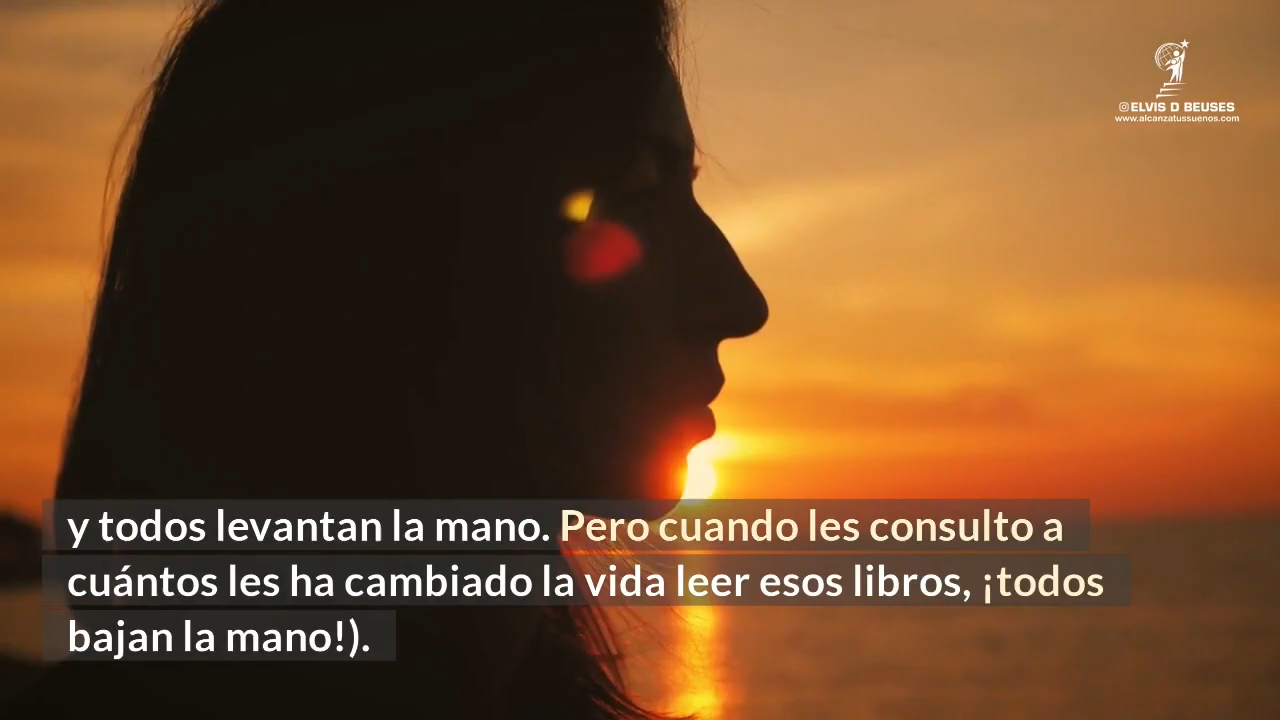 ELVIS D BEUSES
www.alcanzatussuenos.com
y todos levantan la mano. Pero cuando les consulto a
cuántos les ha cambiado la vida leer esos libros, ¡todos
bajan la mano!).